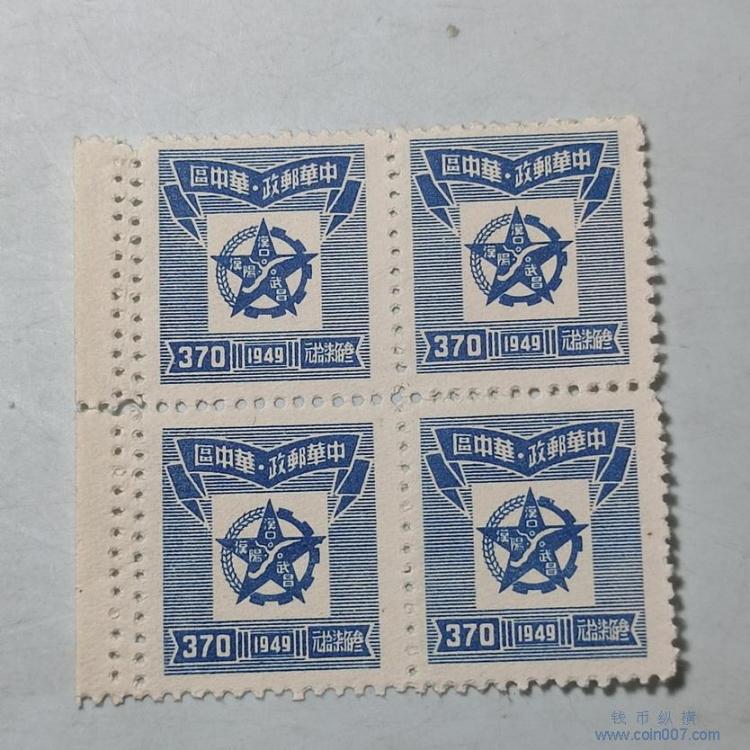 中華郵政·華中區
漢口
漢陽
武昌
370 1949 叁佰柒拾元
中華郵政·華中區
漢口
漢陽
武昌
370 1949 叁佰柒拾元
中華郵政·華中區
漢口
漢陽
武昌
370 1949 叁佰柒拾元
中華郵政·華中區
漢口
漢陽
武昌
370 1949 叁佰柒拾元
钱币纵横
www.coin007.com